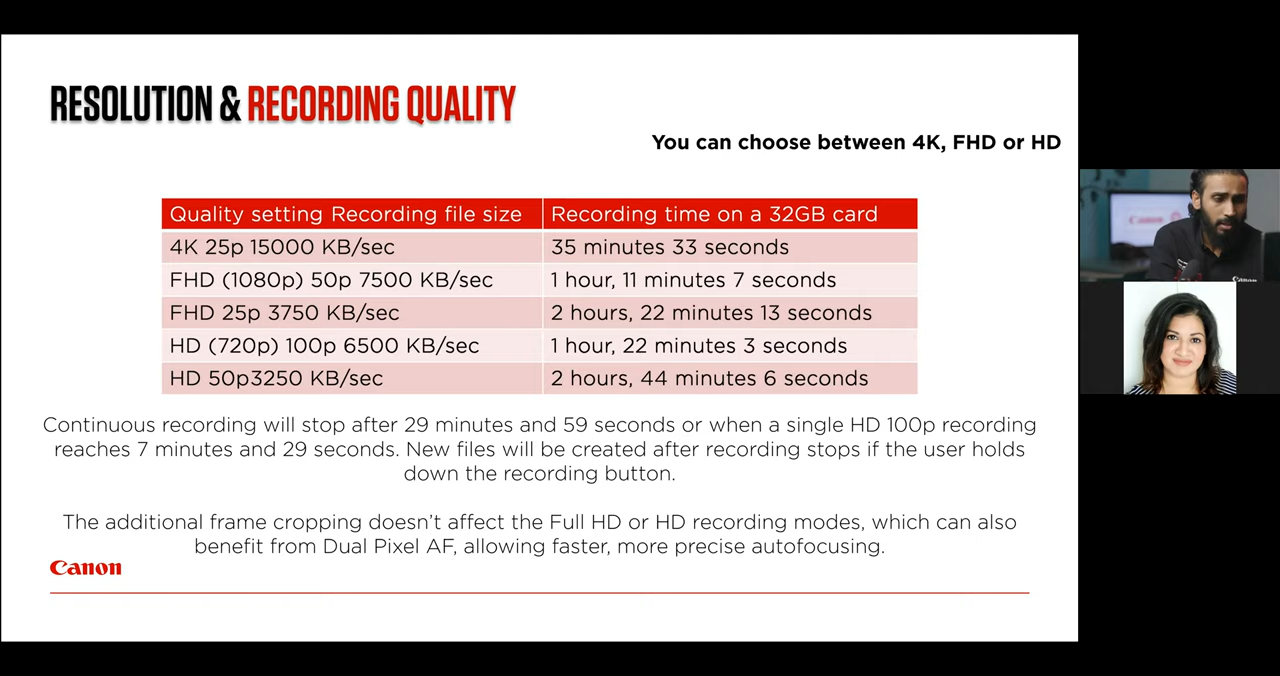 RESOLUTION & RECORDING QUALITY
You can choose between 4K, FHD or HD
Quality setting Recording file size Recording time on a 32GB card
4K 25p 15000 KB/sec 35 minutes 33 seconds
FHD (1080p) 50p 7500 KB/sec 1 hour, 11 minutes 7 seconds
FHD 25p 3750 KB/sec 2 hours, 22 minutes 13 seconds
HD (720p) 100p 6500 KB/sec 1 hour, 22 minutes 3 seconds
HD 50p3250 KB/sec 2 hours, 44 minutes 6 seconds
Continuous recording will stop after 29 minutes and 59 seconds or when a single HD 100p recording
reaches 7 minutes and 29 seconds. New files will be created after recording stops if the user holds
down the recording button.
The additional frame cropping doesn't affect the Full HD or HD recording modes, which can also
benefit from Dual Pixel AF, allowing faster, more precise autofocusing.
Canon
Canon
Canon